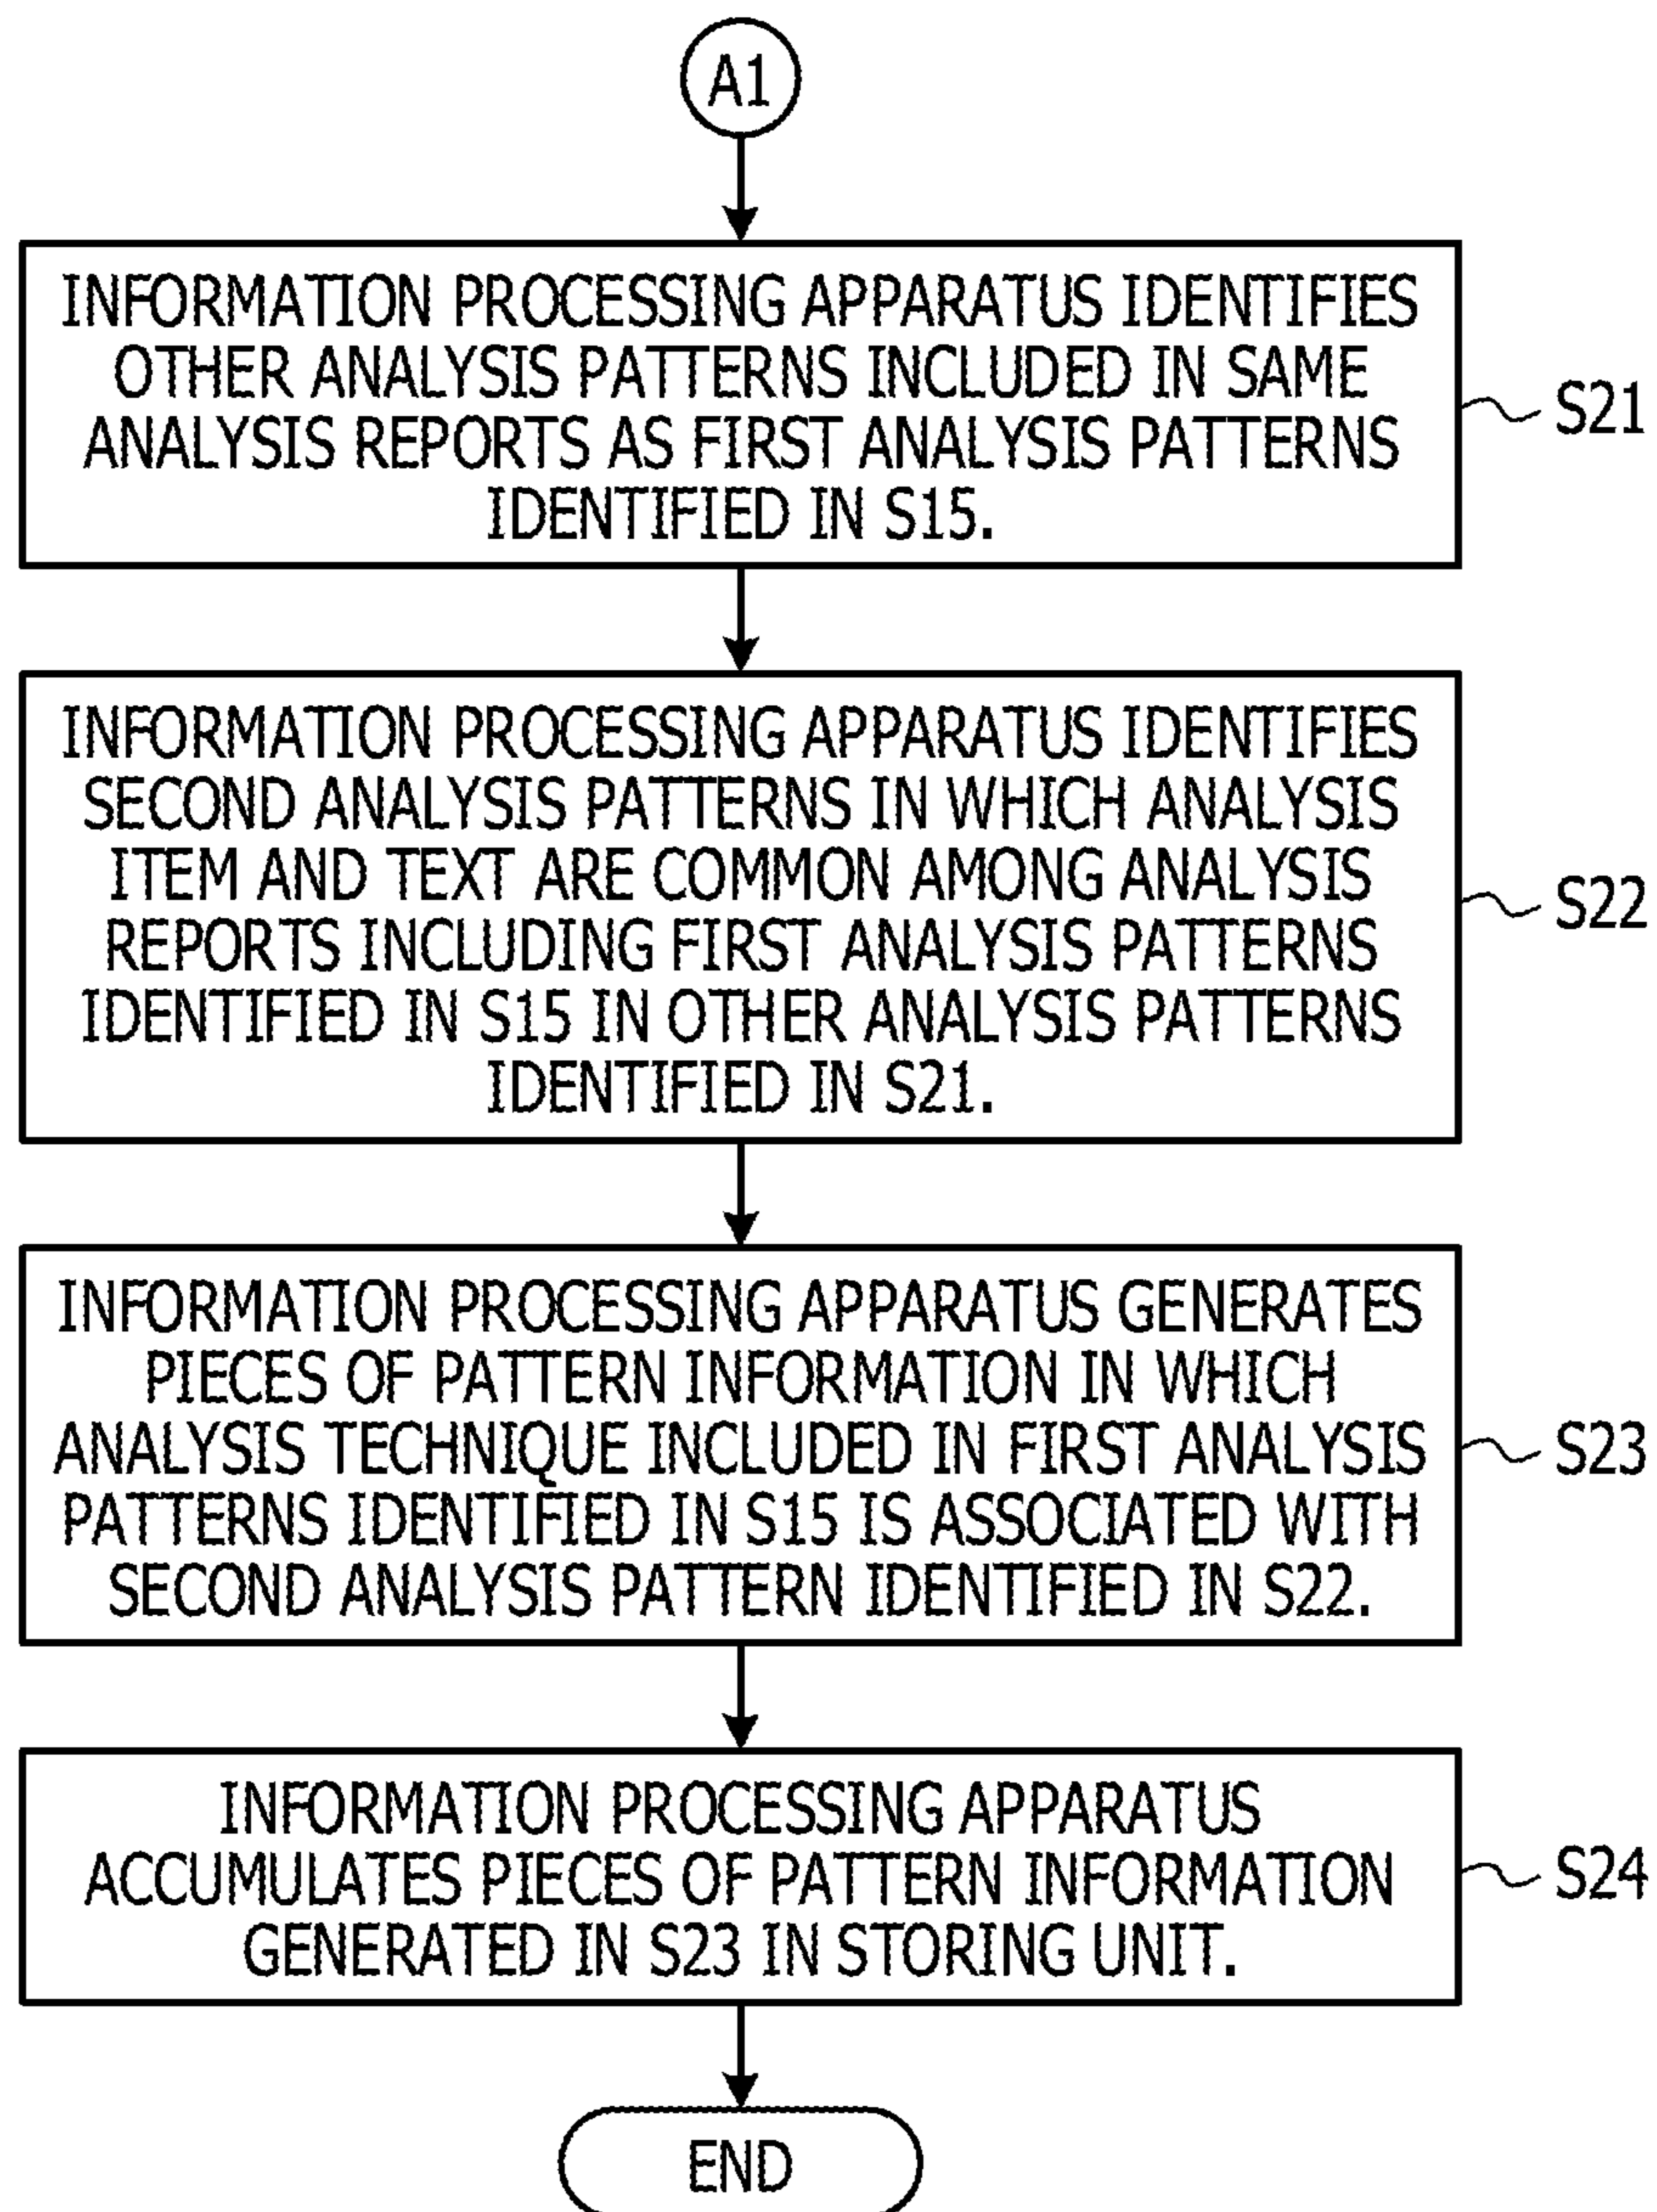 A1
INFORMATION PROCESSING APPARATUS IDENTIFIES
OTHER ANALYSIS PATTERNS INCLUDED IN SAME
ANALYSIS REPORTS AS FIRST ANALYSIS PATTERNS
IDENTIFIED IN S15.
S21
INFORMATION PROCESSING APPARATUS IDENTIFIES
SECOND ANALYSIS PATTERNS IN WHICH ANALYSIS
ITEM AND TEXT ARE COMMON AMONG ANALYSIS
REPORTS INCLUDING FIRST ANALYSIS PATTERNS
IDENTIFIED IN S15 IN OTHER ANALYSIS PATTERNS
IDENTIFIED IN S21.
S22
INFORMATION PROCESSING APPARATUS GENERATES
PIECES OF PATTERN INFORMATION IN WHICH
ANALYSIS TECHNIQUE INCLUDED IN FIRST ANALYSIS
PATTERNS IDENTIFIED IN S15 IS ASSOCIATED WITH
SECOND ANALYSIS PATTERN IDENTIFIED IN S22.
S23
INFORMATION PROCESSING APPARATUS
ACCUMULATES PIECES OF PATTERN INFORMATION
GENERATED IN S23 IN STORING UNIT.
S24
END